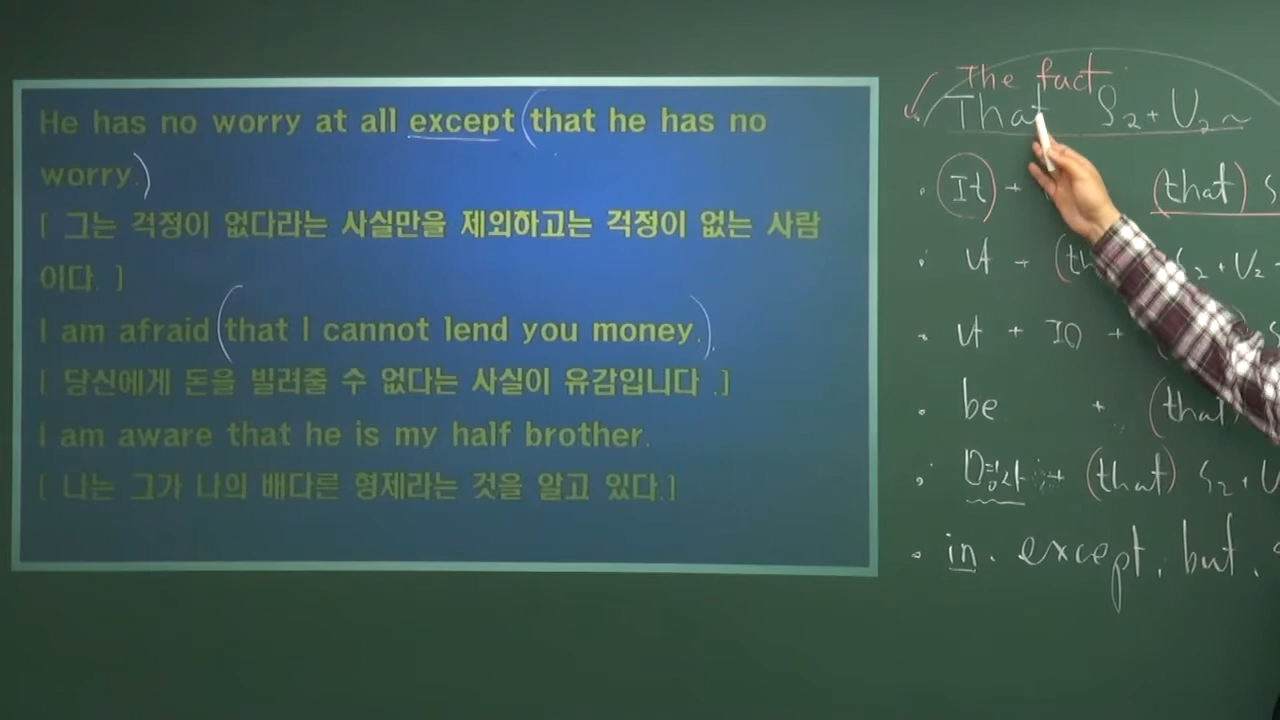 He has no worry at all except (that he has no
worry.)
[ 그는 걱정이 없다라는 사실만을 제외하고는 걱정이 없는 사람
이다. ]
I am afraid (that I cannot lend you money.).
[ 당신에게 돈을 빌려줄 수 없다는 사실이 유감입니다 .]
I am aware that he is my half brother.
[ 나는 그가 나의 배다른 형제라는 것을 알고 있다.]
The fact
That S₂ + V₂ ~
· It + (that) S
· Vt + (th S₂ + V₂
· Vt + IO +
· be + (that)
· 명사 + (that) S₂ + V
· in. except. but.